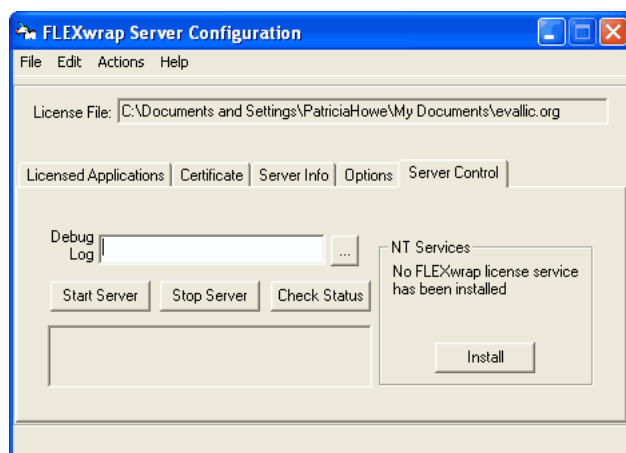 FLEXwrap Server Configuration
File Edit Actions Help
License File: C:\Documents and Settings\PatriciaHowe\My Documents\evallic.org
Licensed Applications Certificate Server Info Options Server Control
Debug
Log
...
Start Server Stop Server Check Status
NT Services
No FLEXwrap license service
has been installed
Install